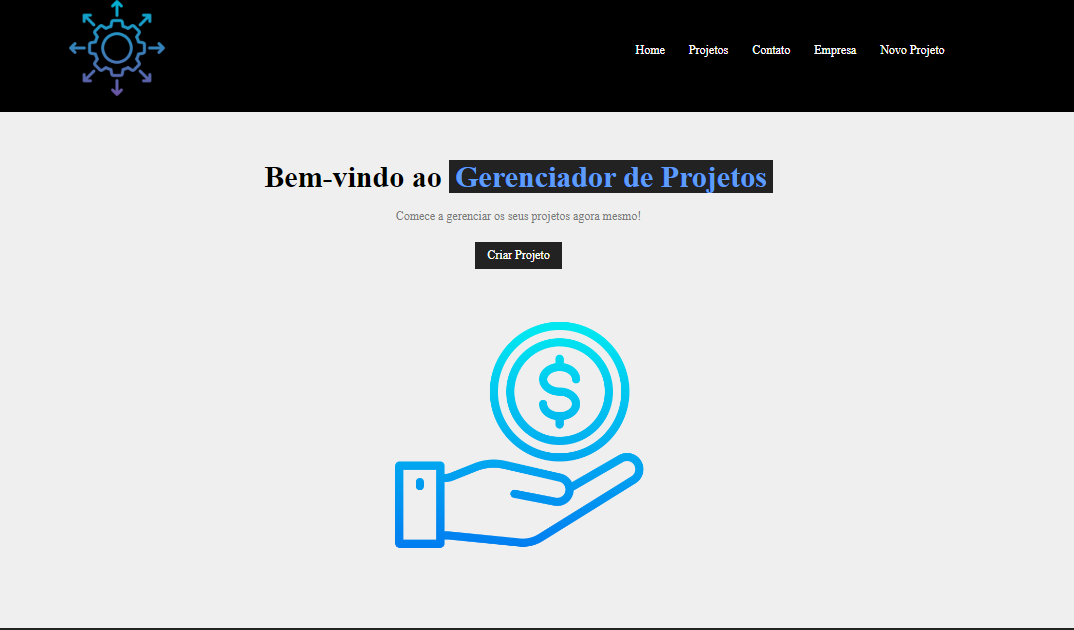 Home Projetos Contato Empresa Novo Projeto
Bem-vindo ao Gerenciador de Projetos
Comece a gerenciar os seus projetos agora mesmo!
Criar Projeto
$